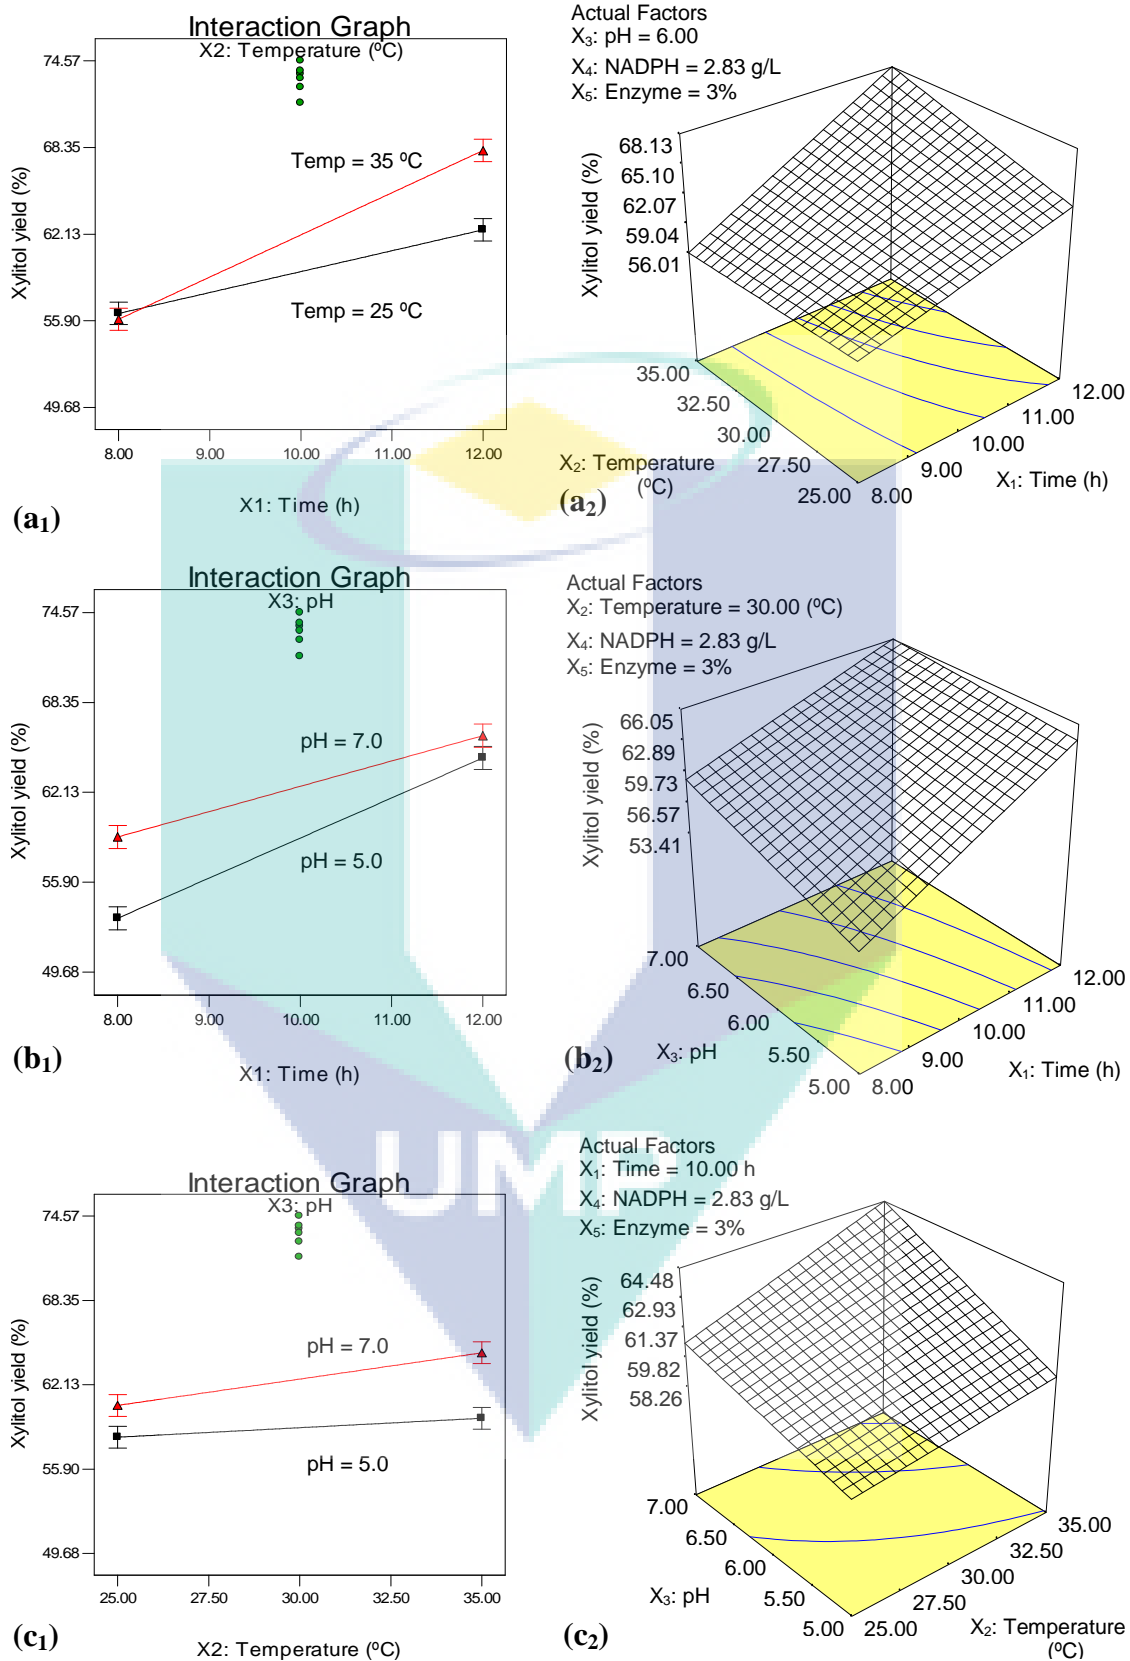 Interaction Graph
X2: Temperature (ºC)
74.57
68.35
62.13
55.90
49.68
Xylitol yield (%)
Temp = 35 ºC
Temp = 25 ºC
8.00 9.00 10.00 11.00 12.00
X1: Time (h)
(a1)
Actual Factors
X3: pH = 6.00
X4: NADPH = 2.83 g/L
X5: Enzyme = 3%
68.13
65.10
62.07
59.04
56.01
Xylitol yield (%)
35.00
32.50
30.00
27.50
25.00
X2: Temperature
(ºC)
8.00
9.00
10.00
11.00
12.00
X1: Time (h)
(a2)
Interaction Graph
X3: pH
74.57
68.35
62.13
55.90
49.68
Xylitol yield (%)
pH = 7.0
pH = 5.0
8.00 9.00 10.00 11.00 12.00
X1: Time (h)
(b1)
Actual Factors
X2: Temperature = 30.00 (ºC)
X4: NADPH = 2.83 g/L
X5: Enzyme = 3%
66.05
62.89
59.73
56.57
53.41
Xylitol yield (%)
7.00
6.50
6.00
5.50
5.00
X3: pH
8.00
9.00
10.00
11.00
12.00
X1: Time (h)
(b2)
UMP
Interaction Graph
X3: pH
74.57
68.35
62.13
55.90
49.68
Xylitol yield (%)
pH = 7.0
pH = 5.0
25.00 27.50 30.00 32.50 35.00
X2: Temperature (ºC)
(c1)
Actual Factors
X1: Time = 10.00 h
X4: NADPH = 2.83 g/L
X5: Enzyme = 3%
64.48
62.93
61.37
59.82
58.26
Xylitol yield (%)
7.00
6.50
6.00
5.50
5.00
X3: pH
25.00
27.50
30.00
32.50
35.00
X2: Temperature
(ºC)
(c2)